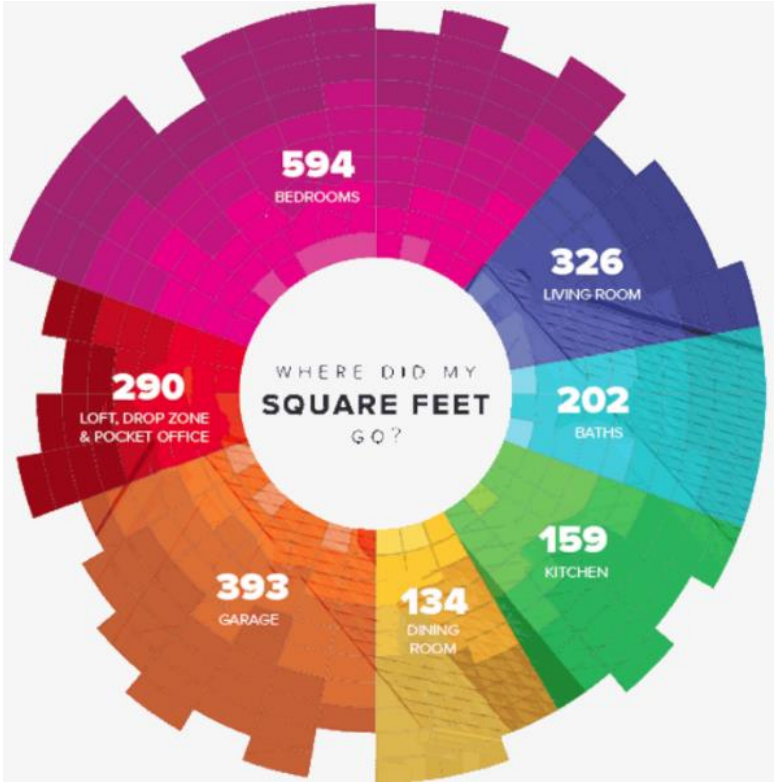 594
BEDROOMS
326
LIVING ROOM
WHERE DID MY
SQUARE FEET
GO?
290
LOFT, DROP ZONE
& POCKET OFFICE
202
BATHS
159
KITCHEN
393
GARAGE
134
DINING
ROOM